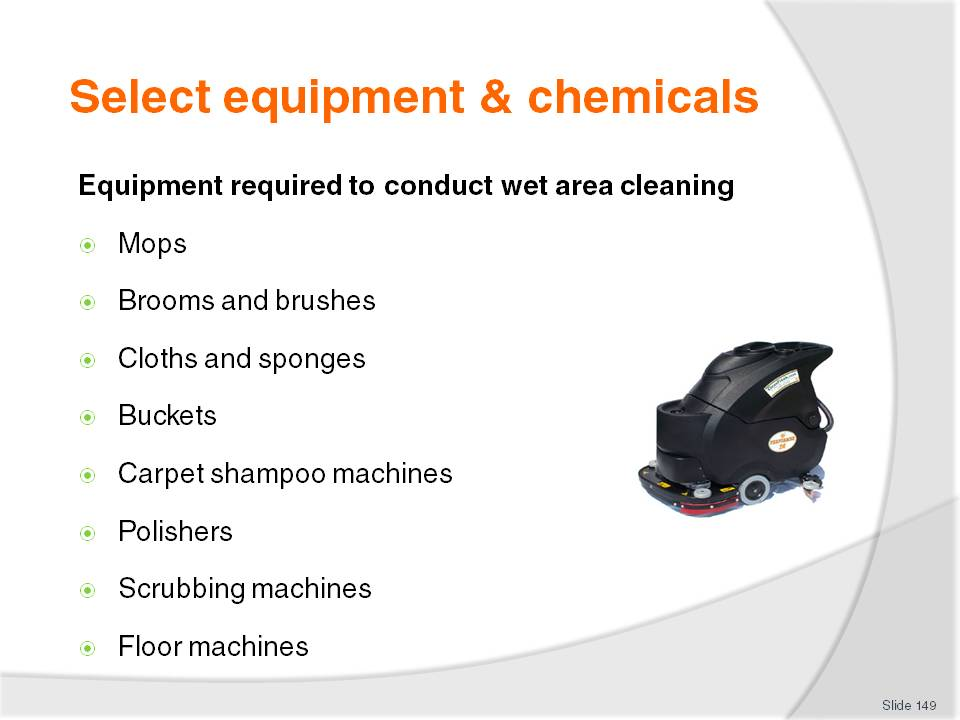 Select equipment & chemicals
Equipment required to conduct wet area cleaning
Mops
Brooms and brushes
Cloths and sponges
Buckets
Carpet shampoo machines
Polishers
Scrubbing machines
Floor machines
Slide 149